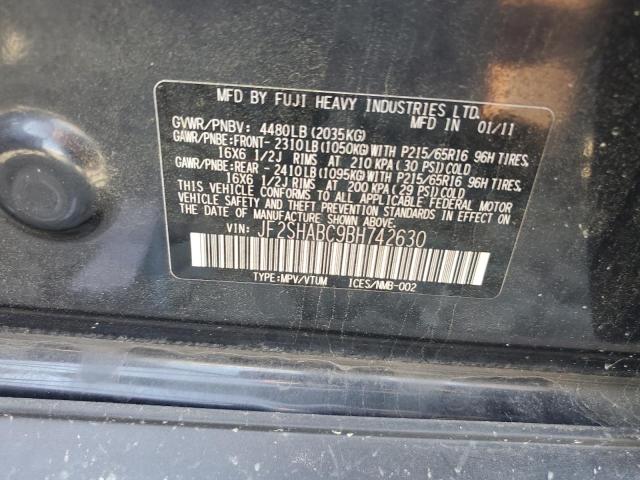 MFD BY FUJI HEAVY INDUSTRIES LTD.
GVWR/PNBV: 4480LB(2035KG) MFD IN 01/11
GAWR/PNBE:FRONT-2310LB(1050KG)WITH P215/65R16 96H TIRES,
16X6 1/2J RIMS AT 210 KPA(30 PSI)COLD
GAWR/PNBE:REAR -2410LB(1095KG)WITH P215/65R16 96H TIRES,
16X6 1/2J RIMS AT 200 KPA(29 PSI)COLD
THIS VEHICLE CONFORMS TO ALL APPLICABLE FEDERAL MOTOR
VEHICLE SAFETY AND THEFT PREVENTION STANDARDS IN EFFECT ON
THE DATE OF MANUFACTURE SHOWN ABOVE.
VIN: JF2SHABC9BH742630
TYPE:MPV/VTUM ICES/NMB-002